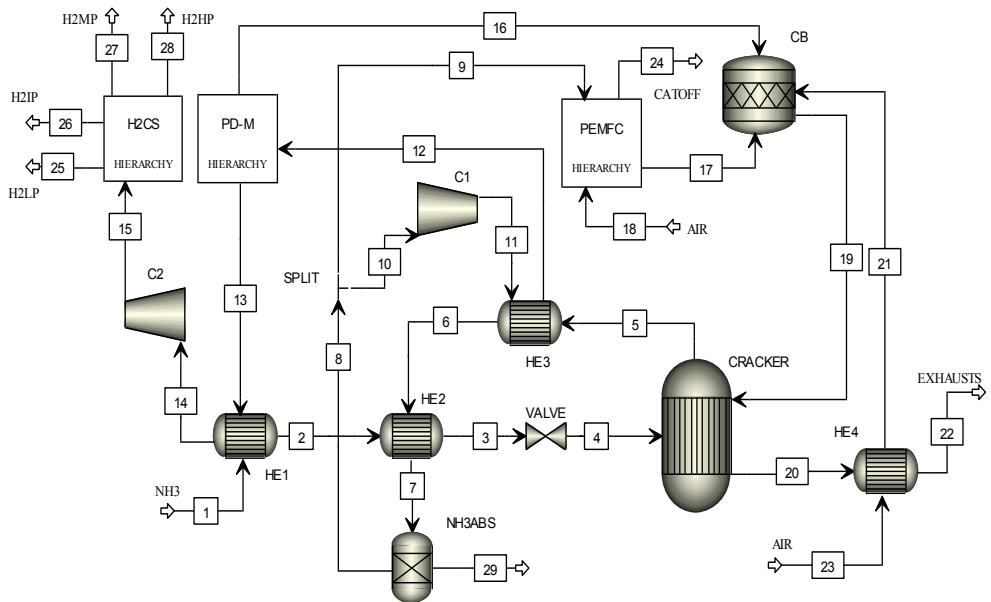 H2MP
H2HP
27
28
16
CB
9
24
CATOFF
H2IP
26
H2CS
HIERARCHY
PD-M
HIERARCHY
PEMFC
HIERARCHY
12
17
25
H2LP
C1
15
10
11
18
AIR
19
21
C2
13
SPLIT
8
6
5
HE3
CRACKER
EXHAUSTS
14
HE2
VALVE
HE4
22
2
3
4
HE1
7
20
NH3
1
NH3ABS
29
AIR
23